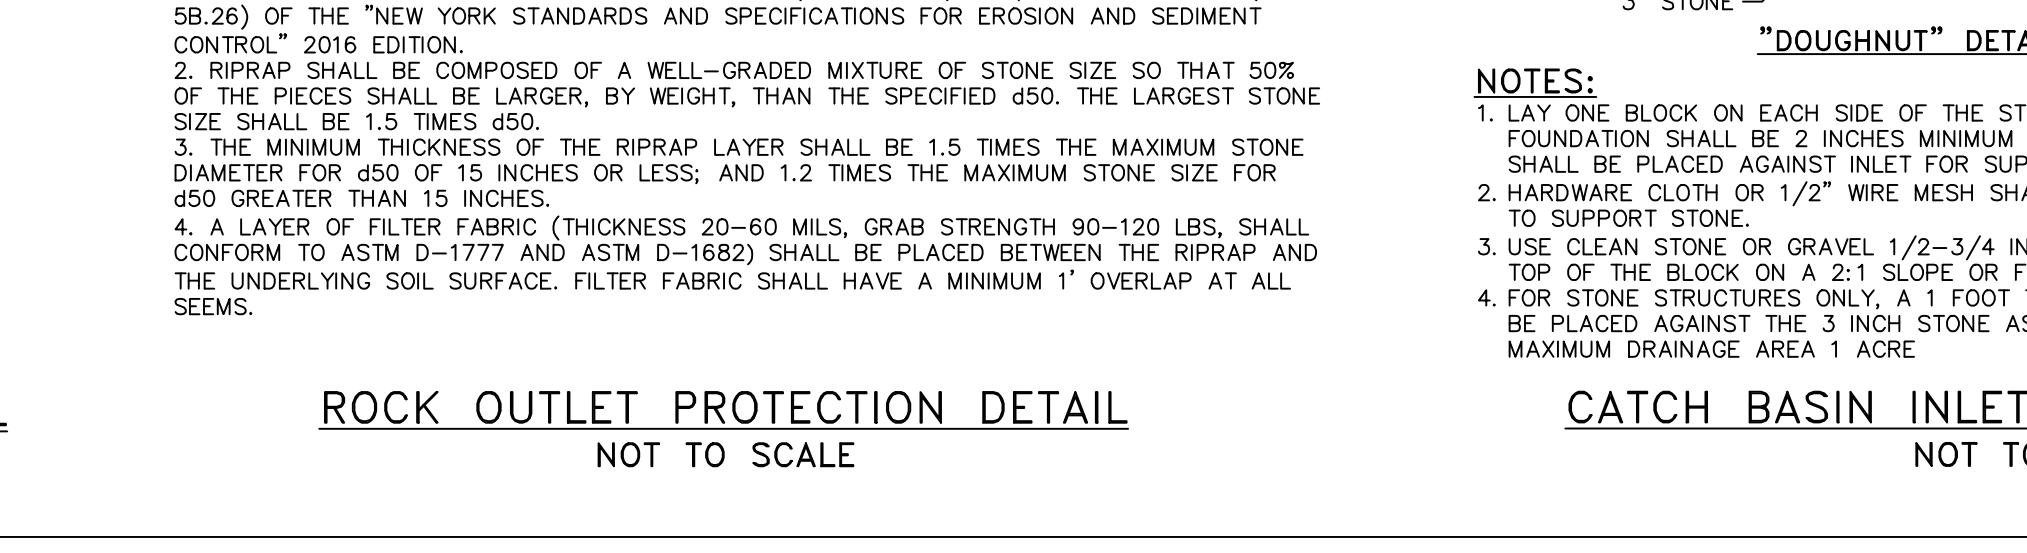 5B.26) OF THE "NEW YORK STANDARDS AND SPECIFICATIONS FOR EROSION AND SEDIMENT
CONTROL" 2016 EDITION.
2. RIPRAP SHALL BE COMPOSED OF A WELL-GRADED MIXTURE OF STONE SIZE SO THAT 50%
OF THE PIECES SHALL BE LARGER, BY WEIGHT, THAN THE SPECIFIED d50. THE LARGEST STONE
SIZE SHALL BE 1.5 TIMES d50.
3. THE MINIMUM THICKNESS OF THE RIPRAP LAYER SHALL BE 1.5 TIMES THE MAXIMUM STONE
DIAMETER FOR d50 OF 15 INCHES OR LESS; AND 1.2 TIMES THE MAXIMUM STONE SIZE FOR
d50 GREATER THAN 15 INCHES.
4. A LAYER OF FILTER FABRIC (THICKNESS 20-60 MILS, GRAB STRENGTH 90-120 LBS, SHALL
CONFORM TO ASTM D-1777 AND ASTM D-1682) SHALL BE PLACED BETWEEN THE RIPRAP AND
THE UNDERLYING SOIL SURFACE. FILTER FABRIC SHALL HAVE A MINIMUM 1' OVERLAP AT ALL
SEEMS.
ROCK OUTLET PROTECTION DETAIL
NOT TO SCALE
STONE
"DOUGHNUT" DETA
NOTES:
1. LAY ONE BLOCK ON EACH SIDE OF THE ST
FOUNDATION SHALL BE 2 INCHES MINIMUM
SHALL BE PLACED AGAINST INLET FOR SUP
2. HARDWARE CLOTH OR 1/2" WIRE MESH SHA
TO SUPPORT STONE.
3. USE CLEAN STONE OR GRAVEL 1/2-3/4 IN
TOP OF THE BLOCK ON A 2:1 SLOPE OR F
4. FOR STONE STRUCTURES ONLY, A 1 FOOT
BE PLACED AGAINST THE 3 INCH STONE AS
MAXIMUM DRAINAGE AREA 1 ACRE
CATCH BASIN INLET
NOT TO